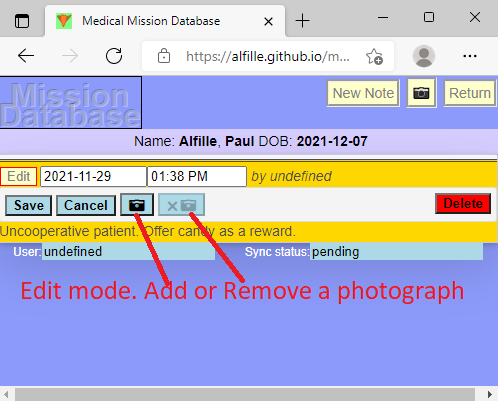 Medical Mission Database
https://alfille.github.io/m...
Mission
Database
New Note
Return
Name: Alfille, Paul DOB: 2021-12-07
Edit 2021-11-29 01:38 PM by undefined
Save Cancel × Delete
Uncooperative patient. Offer candy as a reward.
User: undefined Sync status: pending
Edit mode. Add or Remove a photograph